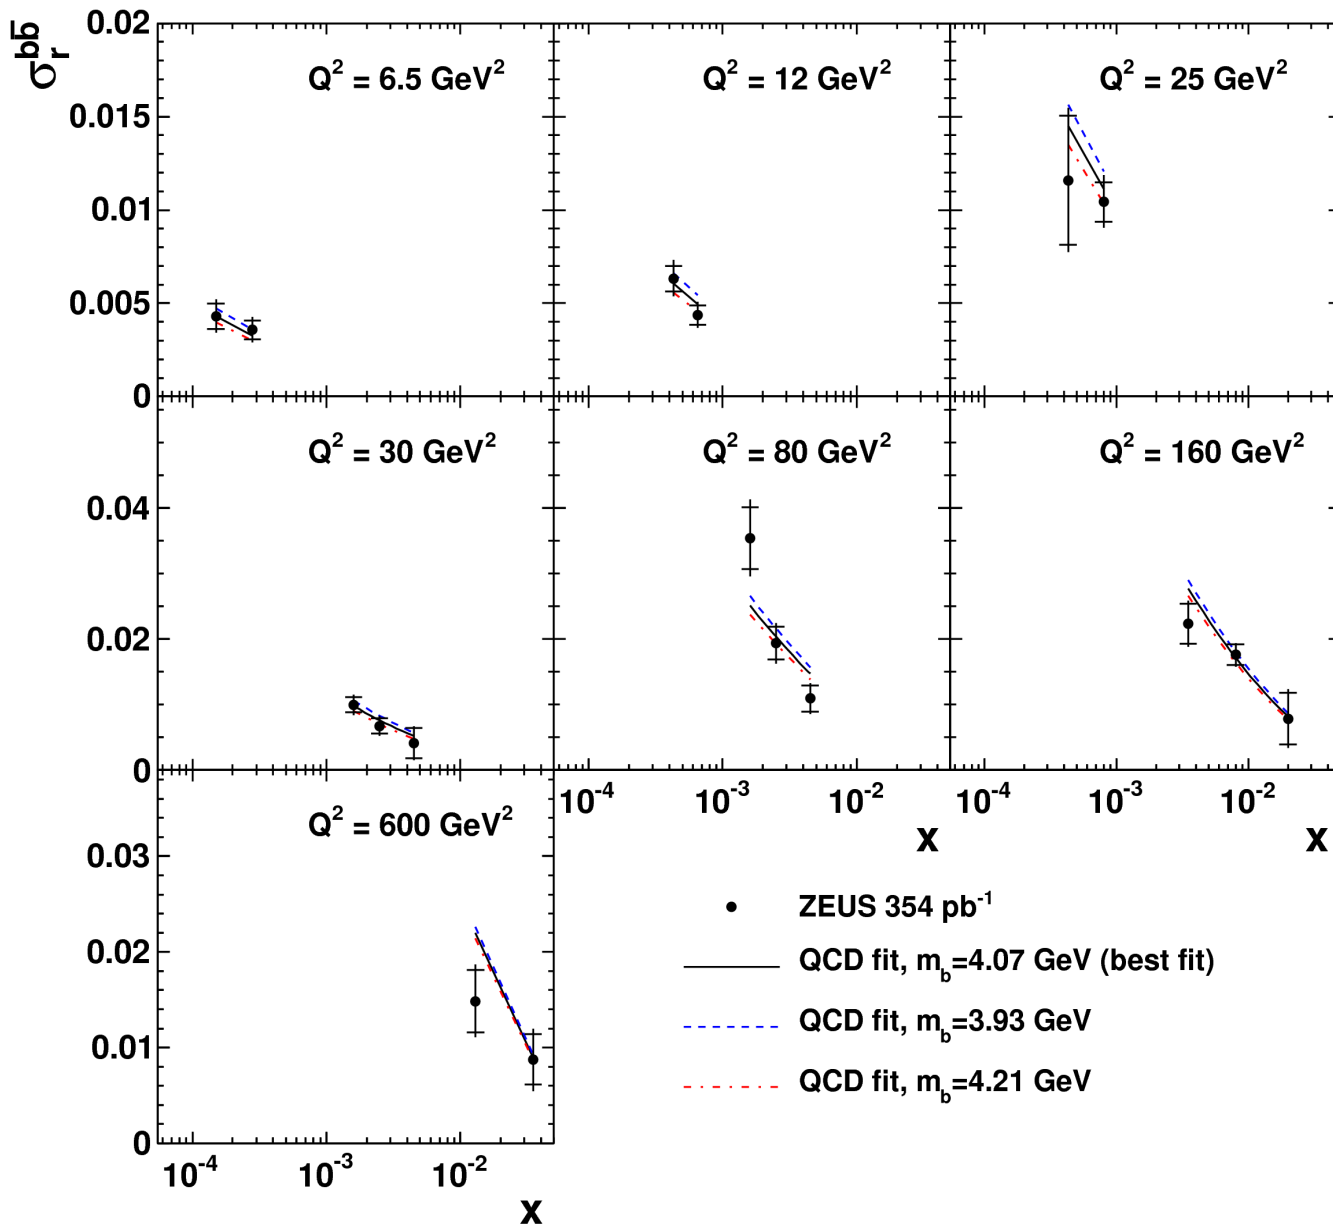 σ_r^{bb̄}
0.02
0.015
0.01
0.005
0
Q² = 6.5 GeV²
Q² = 12 GeV²
Q² = 25 GeV²
0.04
0.02
0
Q² = 30 GeV²
Q² = 80 GeV²
Q² = 160 GeV²
10⁻⁴ 10⁻³ 10⁻²
x
10⁻⁴ 10⁻³ 10⁻²
x
0.03
0.02
0.01
0
Q² = 600 GeV²
10⁻⁴ 10⁻³ 10⁻²
x
ZEUS 354 pb⁻¹
QCD fit, m_b=4.07 GeV (best fit)
QCD fit, m_b=3.93 GeV
QCD fit, m_b=4.21 GeV